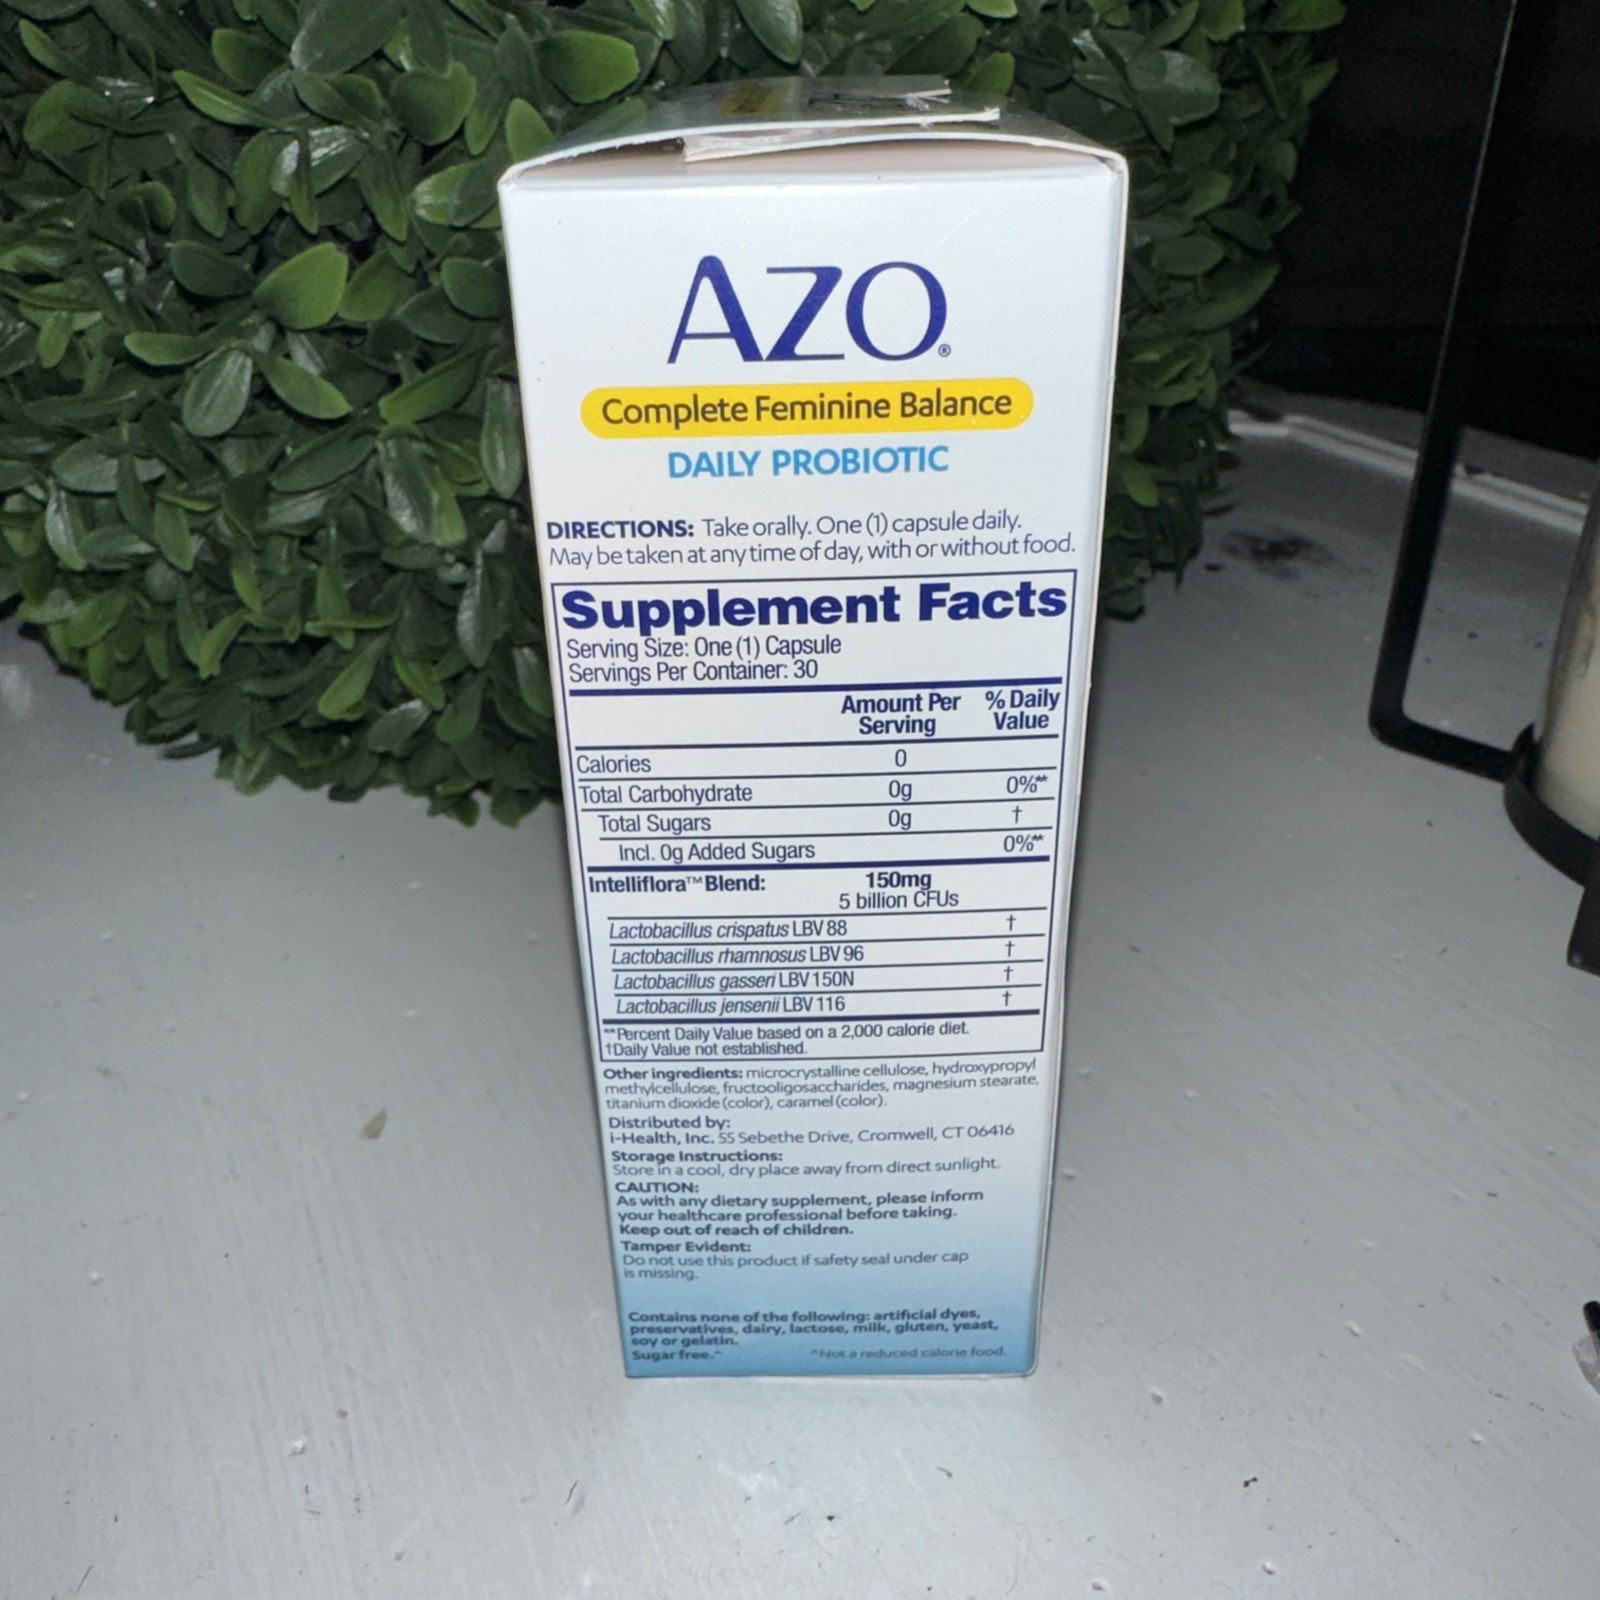 AZO®
Complete Feminine Balance
DAILY PROBIOTIC
DIRECTIONS: Take orally. One (1) capsule daily.
May be taken at any time of day, with or without food.
Supplement Facts
Serving Size: One (1) Capsule
Servings Per Container: 30
Amount Per Serving % Daily Value
Calories 0
Total Carbohydrate 0g 0%**
Total Sugars 0g †
Incl. 0g Added Sugars 0%**
Intelliflora™ Blend: 150mg
5 billion CFUs
Lactobacillus crispatus LBV 88 †
Lactobacillus rhamnosus LBV 96 †
Lactobacillus gasseri LBV 150N †
Lactobacillus jensenii LBV 116 †
**Percent Daily Value based on a 2,000 calorie diet.
†Daily Value not established.
Other ingredients: microcrystalline cellulose, hydroxypropyl
methylcellulose, fructooligosaccharides, magnesium stearate,
titanium dioxide (color), caramel (color).
Distributed by:
i-Health, Inc. 55 Sebethe Drive, Cromwell, CT 06416
Storage Instructions:
Store in a cool, dry place away from direct sunlight.
CAUTION:
As with any dietary supplement, please inform
your healthcare professional before taking.
Keep out of reach of children.
Tamper Evident:
Do not use this product if safety seal under cap
is missing.
Contains none of the following: artificial dyes,
preservatives, dairy, lactose, milk, gluten, yeast,
soy or gelatin.
Sugar free.^ ^Not a reduced calorie food.